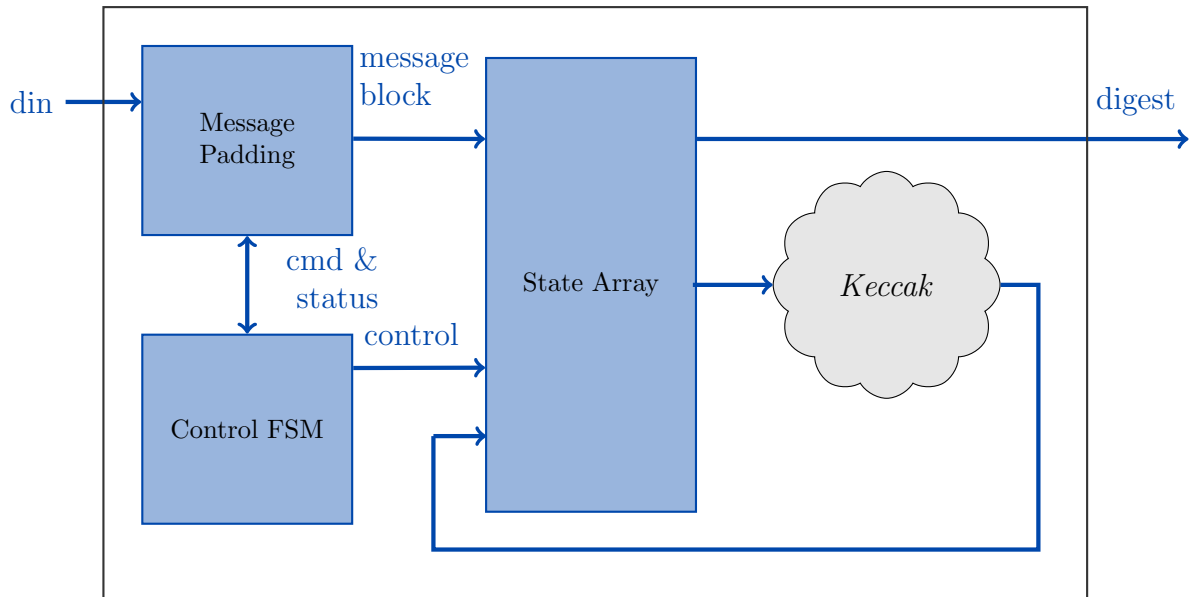 message
block
din
digest
Message
Padding
cmd &
status
State Array
Keccak
control
Control FSM